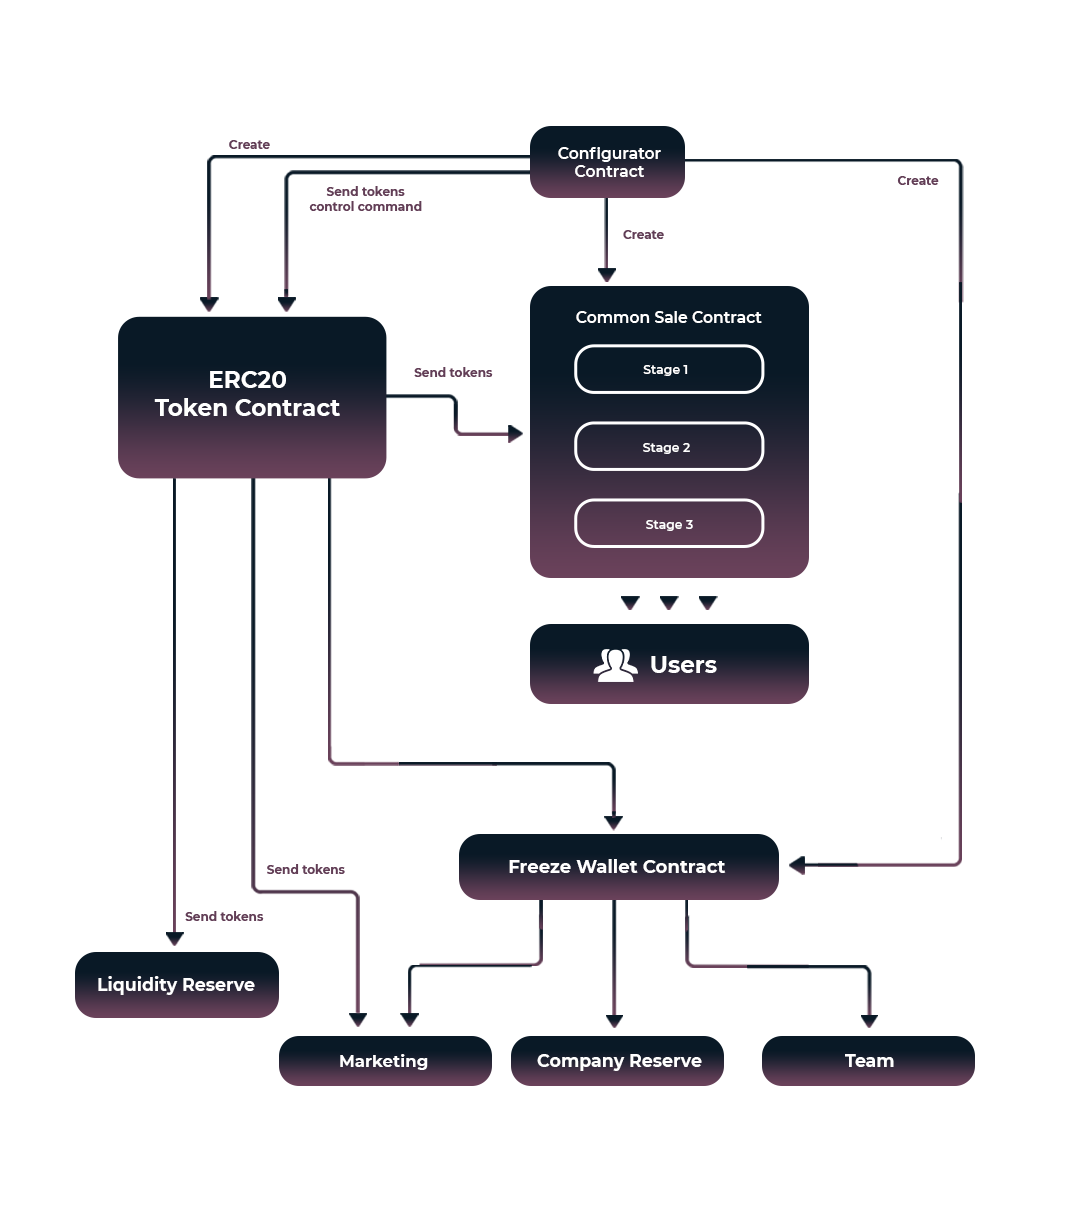 Create
Configurator
Contract
Create
Send tokens
control command
Create
Common Sale Contract
Stage 1
Stage 2
Stage 3
ERC20
Token Contract
Send tokens
Users
Freeze Wallet Contract
Send tokens
Send tokens
Liquidity Reserve
Marketing
Company Reserve
Team